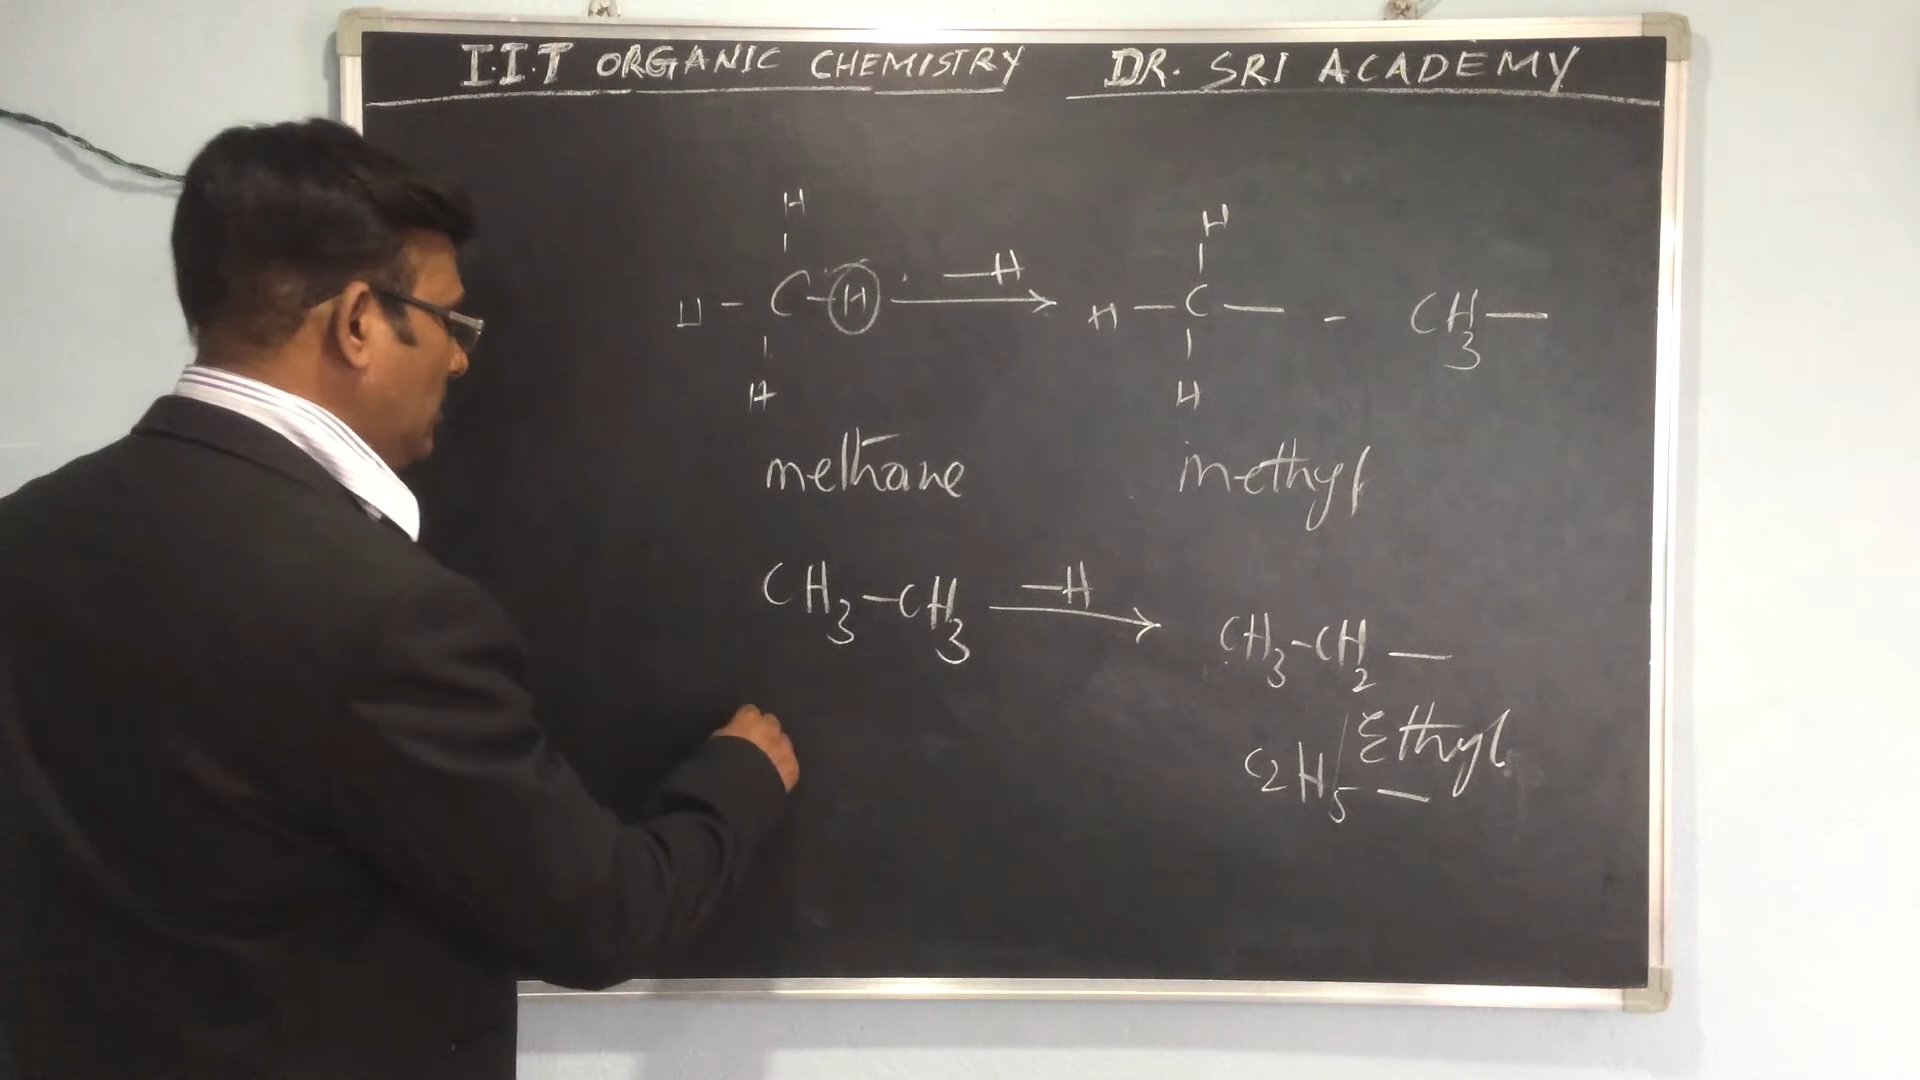 I.I.T ORGANIC CHEMISTRY DR. SRI ACADEMY
H H
H - C - H —H → H — C — - CH3 —
H H
methane methyl
CH3 - CH3 —H → CH3 - CH2 —
Ethyl
C2H5 —